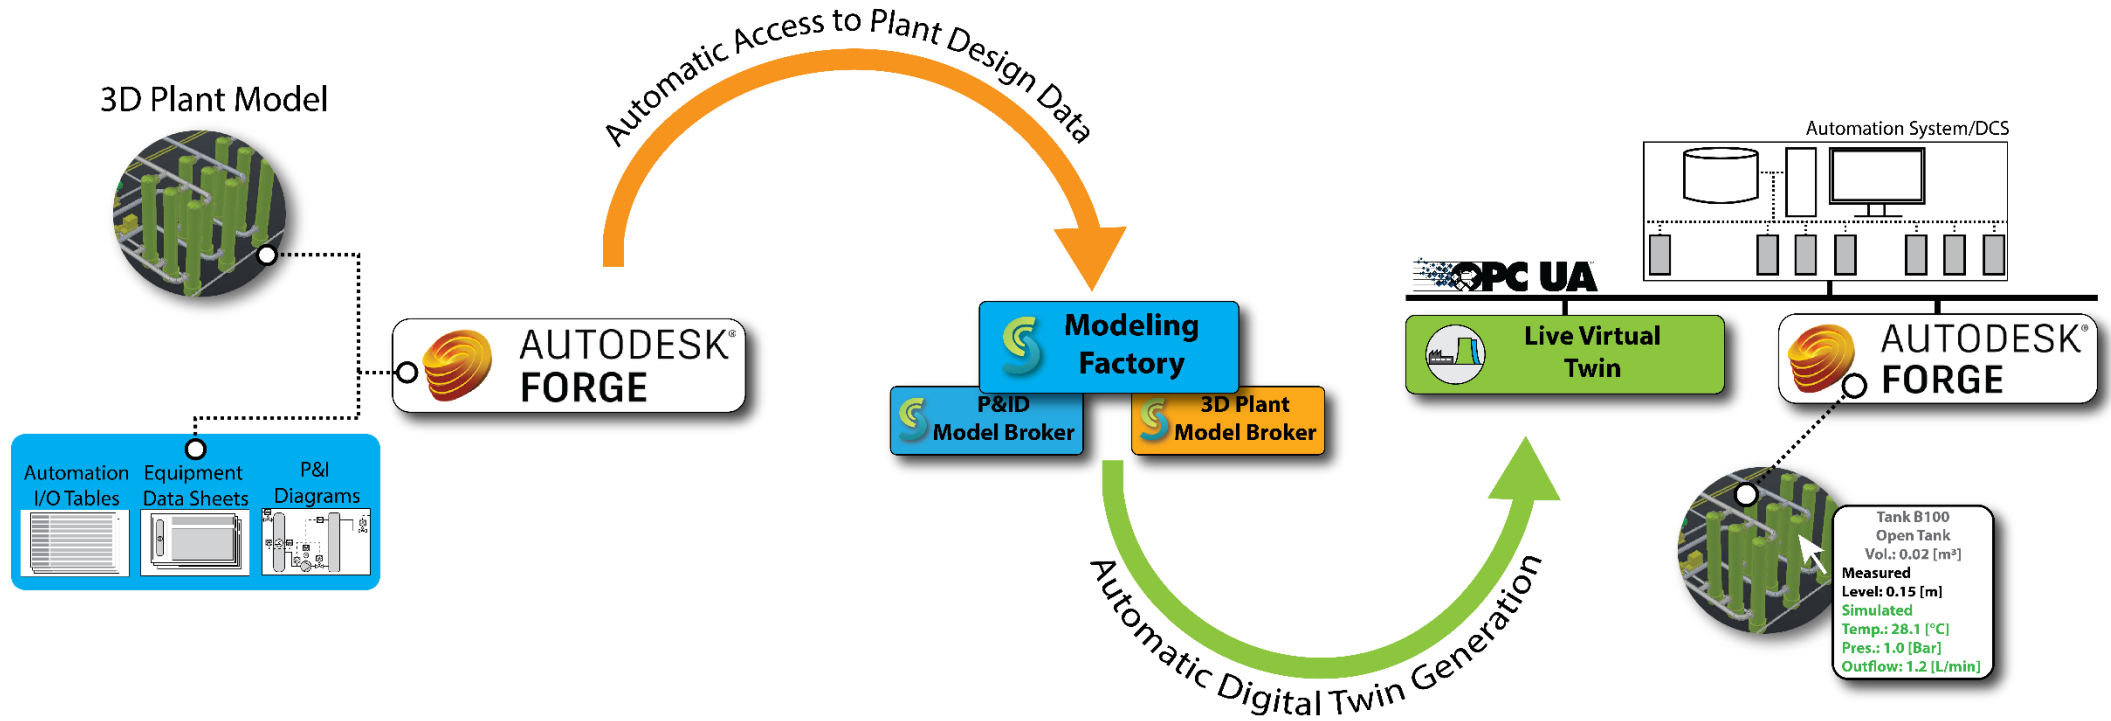 Automatic Access to Plant Design Data
3D Plant Model
AUTODESK®
FORGE
Automation
I/O Tables
Equipment
Data Sheets
P&I
Diagrams
Modeling
Factory
P&ID
Model Broker
3D Plant
Model Broker
Automatic Digital Twin Generation
Automation System/DCS
OPC UA
Live Virtual
Twin
AUTODESK®
FORGE
Tank B100
Open Tank
Vol.: 0.02 [m³]
Measured
Level: 0.15 [m]
Simulated
Temp.: 28.1 [°C]
Pres.: 1.0 [Bar]
Outflow: 1.2 [L/min]